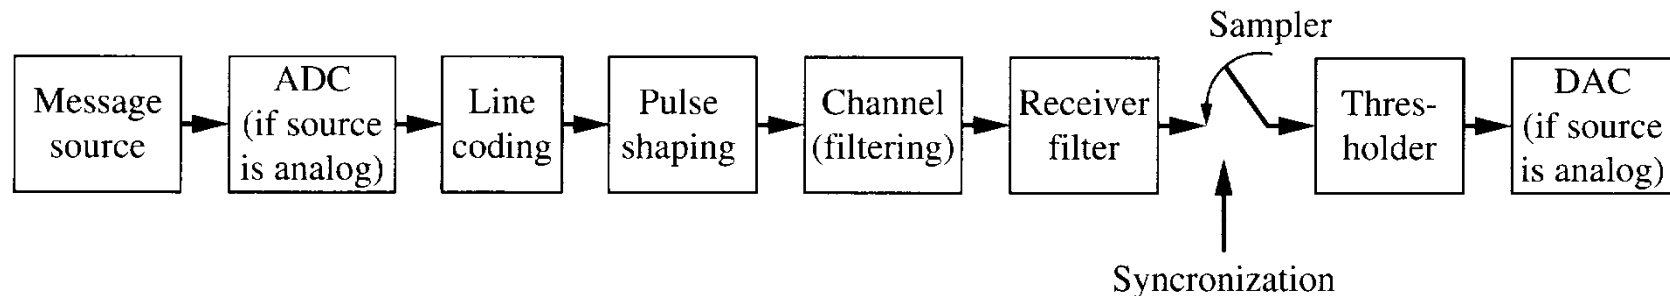 Sampler
Message
source
ADC
(if source
is analog)
Line
coding
Pulse
shaping
Channel
(filtering)
Receiver
filter
Thres-
holder
DAC
(if source
is analog)
Syncronization